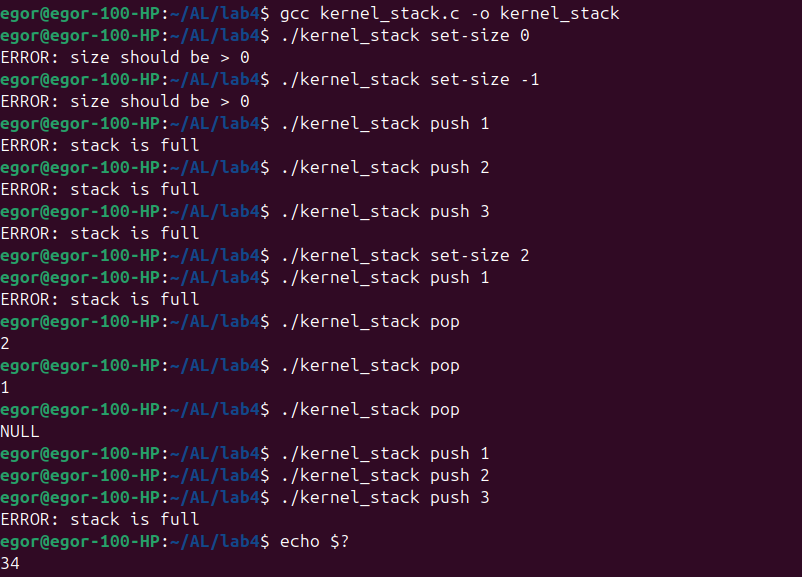 egor@egor-100-HP:~/AL/lab4$ gcc kernel_stack.c -o kernel_stack
egor@egor-100-HP:~/AL/lab4$ ./kernel_stack set-size 0
ERROR: size should be > 0
egor@egor-100-HP:~/AL/lab4$ ./kernel_stack set-size -1
ERROR: size should be > 0
egor@egor-100-HP:~/AL/lab4$ ./kernel_stack push 1
ERROR: stack is full
egor@egor-100-HP:~/AL/lab4$ ./kernel_stack push 2
ERROR: stack is full
egor@egor-100-HP:~/AL/lab4$ ./kernel_stack push 3
ERROR: stack is full
egor@egor-100-HP:~/AL/lab4$ ./kernel_stack set-size 2
egor@egor-100-HP:~/AL/lab4$ ./kernel_stack push 1
ERROR: stack is full
egor@egor-100-HP:~/AL/lab4$ ./kernel_stack pop
2
egor@egor-100-HP:~/AL/lab4$ ./kernel_stack pop
1
egor@egor-100-HP:~/AL/lab4$ ./kernel_stack pop
NULL
egor@egor-100-HP:~/AL/lab4$ ./kernel_stack push 1
egor@egor-100-HP:~/AL/lab4$ ./kernel_stack push 2
egor@egor-100-HP:~/AL/lab4$ ./kernel_stack push 3
ERROR: stack is full
egor@egor-100-HP:~/AL/lab4$ echo $?
34